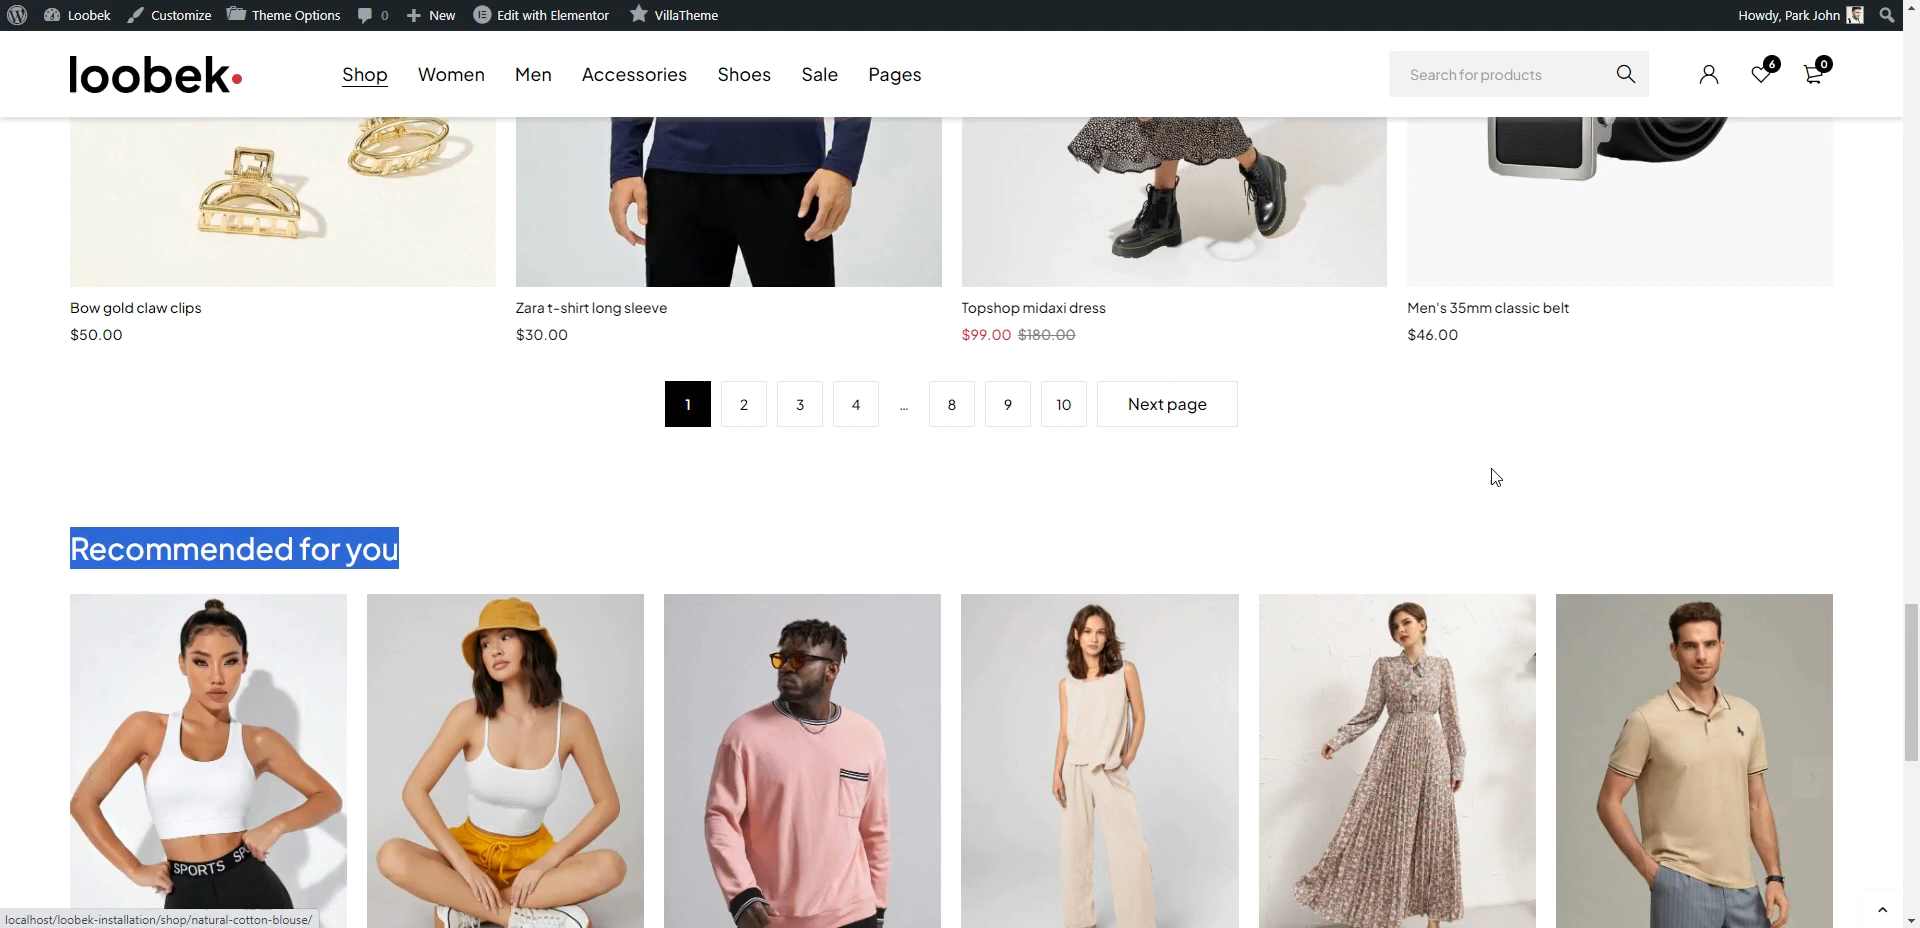 Loobek Customize Theme Options 0 New Edit with Elementor VillaTheme Howdy, Park John
loobek.
Shop Women Men Accessories Shoes Sale Pages
Search for products
6
0
Bow gold claw clips
$50.00
Zara t-shirt long sleeve
$30.00
Topshop midaxi dress
$99.00 $180.00
Men's 35mm classic belt
$46.00
1 2 3 4 ... 8 9 10 Next page
Recommended for you
SPORTS SP
localhost/loobek-installation/shop/natural-cotton-blouse/